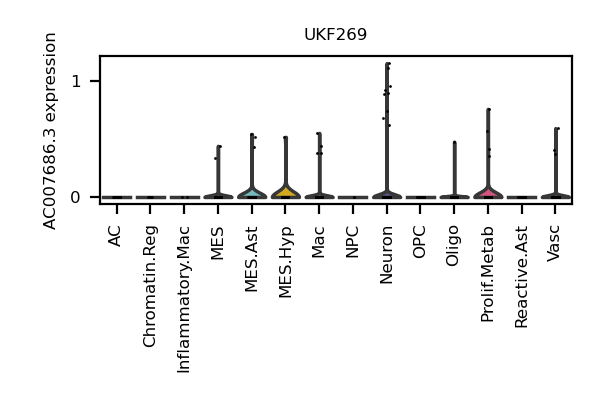 UKF269
AC007686.3 expression
1
0
AC
Chromatin.Reg
Inflammatory.Mac
MES
MES.Ast
MES.Hyp
Mac
NPC
Neuron
OPC
Oligo
Prolif.Metab
Reactive.Ast
Vasc